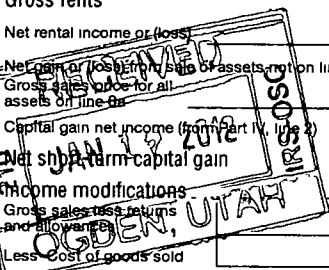 Gross rents
Net rental income or (loss)
Net gain or (loss) from sale of assets not on li
Gross sales price for all
assets on line 6a
Capital gain net income (from Part IV, line 2)
Net short-term capital gain
Income modifications
Gross sales less returns
and allowances
Less Cost of goods sold
RECEIVED
JAN 2012
IRS-OSC
OGDEN, UTAH